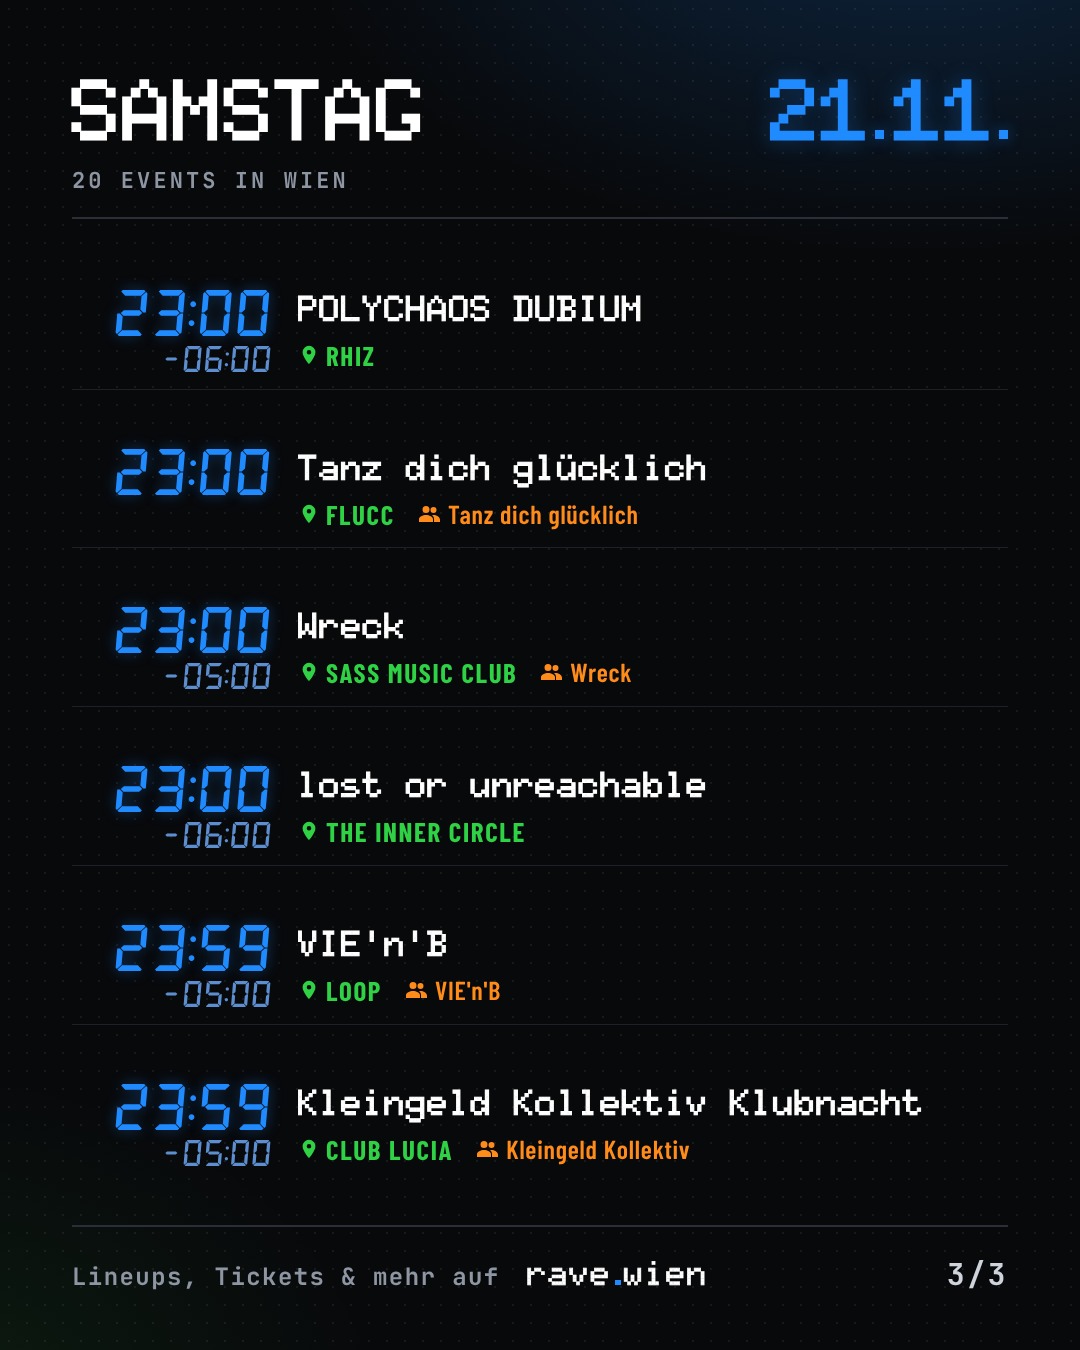 SAMSTAG 21.11.
20 EVENTS IN WIEN
23:00 POLYCHAOS DUBIUM
-06:00 RHIZ
23:00 Tanz dich glücklich
FLUCC Tanz dich glücklich
23:00 Wreck
-05:00 SASS MUSIC CLUB Wreck
23:00 lost or unreachable
-06:00 THE INNER CIRCLE
23:59 VIE'n'B
-05:00 LOOP VIE'n'B
23:59 Kleingeld Kollektiv Klubnacht
-05:00 CLUB LUCIA Kleingeld Kollektiv
Lineups, Tickets & mehr auf rave.wien 3/3